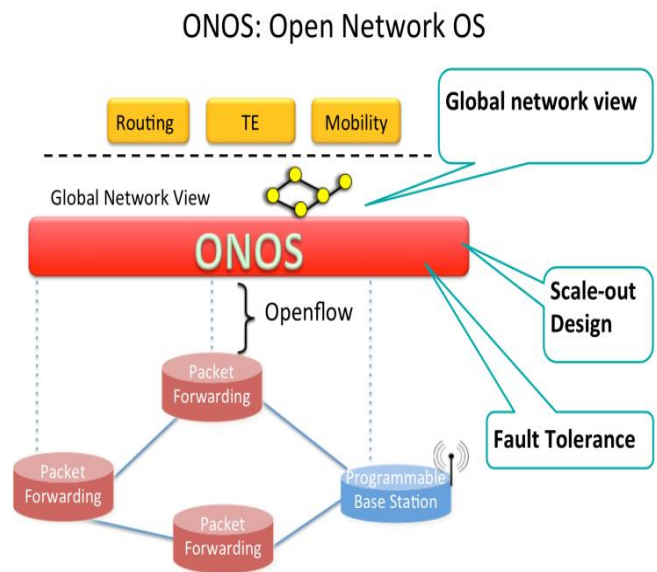 ONOS: Open Network OS
Routing
TE
Mobility
Global network view
Global Network View
ONOS
Openflow
Scale-out
Design
Packet
Forwarding
Fault Tolerance
Packet
Forwarding
Programmable
Base Station
Packet
Forwarding